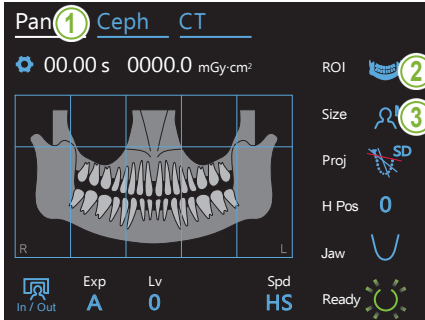 Pan 1 Ceph CT
00.00 s 0000.0 mGy·cm²
ROI 2
Size 3
Proj SD
H Pos 0
R L Jaw
Exp Lv Spd
In / Out A 0 HS
Ready